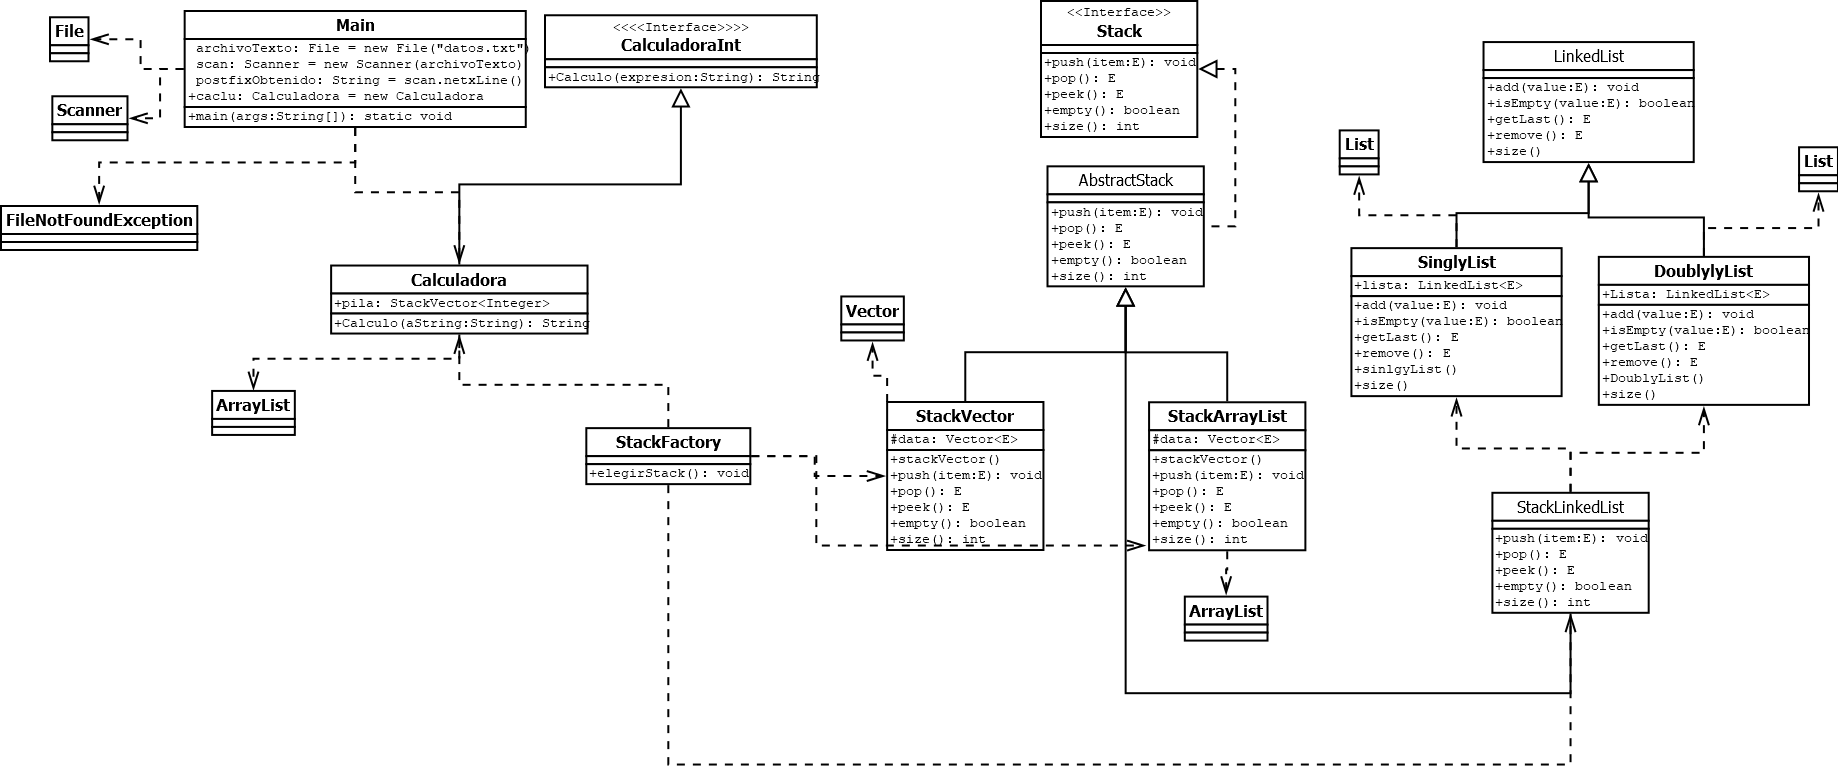 File
Scanner
Main
archivoTexto: File = new File("datos.txt")
scan: Scanner = new Scanner(archivoTexto)
postfixObtenido: String = scan.netxLine()
+caclu: Calculadora = new Calculadora
+main(args:String[]): static void
FileNotFoundException
<<<<Interface>>>>
CalculadoraInt
+Calculo(expresion:String): String
Calculadora
+pila: StackVector<Integer>
+Calculo(aString:String): String
ArrayList
StackFactory
+elegirStack(): void
<<Interface>>
Stack
+push(item:E): void
+pop(): E
+peek(): E
+empty(): boolean
+size(): int
AbstractStack
+push(item:E): void
+pop(): E
+peek(): E
+empty(): boolean
+size(): int
Vector
StackVector
#data: Vector<E>
+stackVector()
+push(item:E): void
+pop(): E
+peek(): E
+empty(): boolean
+size(): int
StackArrayList
#data: Vector<E>
+stackVector()
+push(item:E): void
+pop(): E
+peek(): E
+empty(): boolean
+size(): int
ArrayList
LinkedList
+add(value:E): void
+isEmpty(value:E): boolean
+getLast(): E
+remove(): E
+size()
List
List
SinglyList
+lista: LinkedList<E>
+add(value:E): void
+isEmpty(value:E): boolean
+getLast(): E
+remove(): E
+sinlgyList()
+size()
DoublylyList
+Lista: LinkedList<E>
+add(value:E): void
+isEmpty(value:E): boolean
+getLast(): E
+remove(): E
+DoublyList()
+size()
StackLinkedList
+push(item:E): void
+pop(): E
+peek(): E
+empty(): boolean
+size(): int